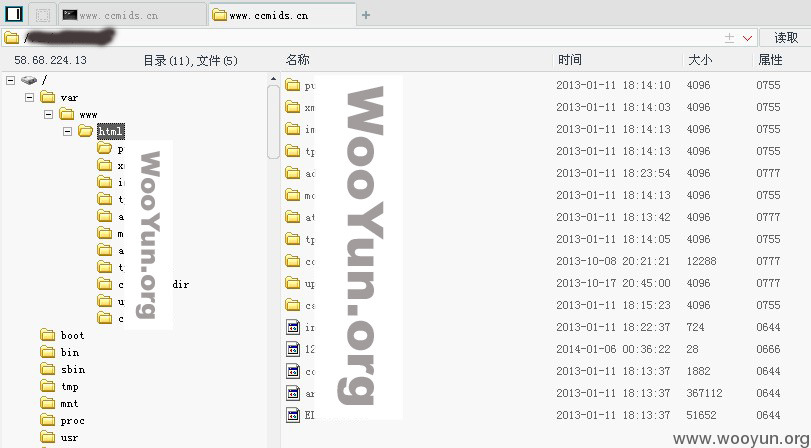 www.ccmids.cn www.ccmids.cn +
/ 读取
58.68.224.13 目录(11),文件(5) 名称 时间 大小 属性
/
var
www
html
p
x
i
t
a
m
a
t
c dir
u
c
boot
bin
sbin
tmp
mnt
proc
usr
pu 2013-01-11 18:14:10 4096 0755
xm 2013-01-11 18:14:03 4096 0755
im 2013-01-11 18:14:13 4096 0755
tp 2013-01-11 18:14:13 4096 0755
ac 2013-01-11 18:23:54 4096 0777
mo 2013-01-11 18:14:13 4096 0755
at 2013-01-11 18:13:42 4096 0777
tp 2013-01-11 18:14:05 4096 0755
co 2013-10-08 20:21:21 12288 0777
up 2013-10-17 20:45:00 4096 0777
ca 2013-01-11 18:15:23 4096 0755
in 2013-01-11 18:22:37 724 0644
12 2014-01-06 00:36:22 28 0666
co 2013-01-11 18:13:37 1882 0644
ar 2013-01-11 18:13:37 367112 0644
EI 2013-01-11 18:13:37 51652 0644
WooYun.org
WooYun.org
www.wooyun.org